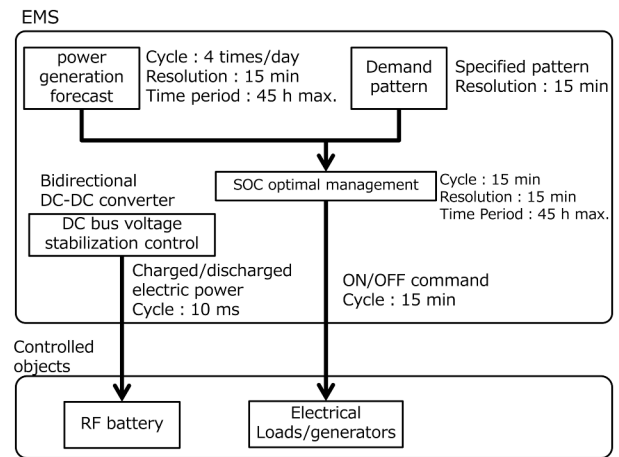 EMS
power
generation
forecast
Cycle : 4 times/day
Resolution : 15 min
Time period : 45 h max.
Demand
pattern
Specified pattern
Resolution : 15 min
SOC optimal management
Cycle : 15 min
Resolution : 15 min
Time Period : 45 h max.
Bidirectional
DC-DC converter
DC bus voltage
stabilization control
Charged/discharged
electric power
Cycle : 10 ms
ON/OFF command
Cycle : 15 min
Controlled
objects
RF battery
Electrical
Loads/generators